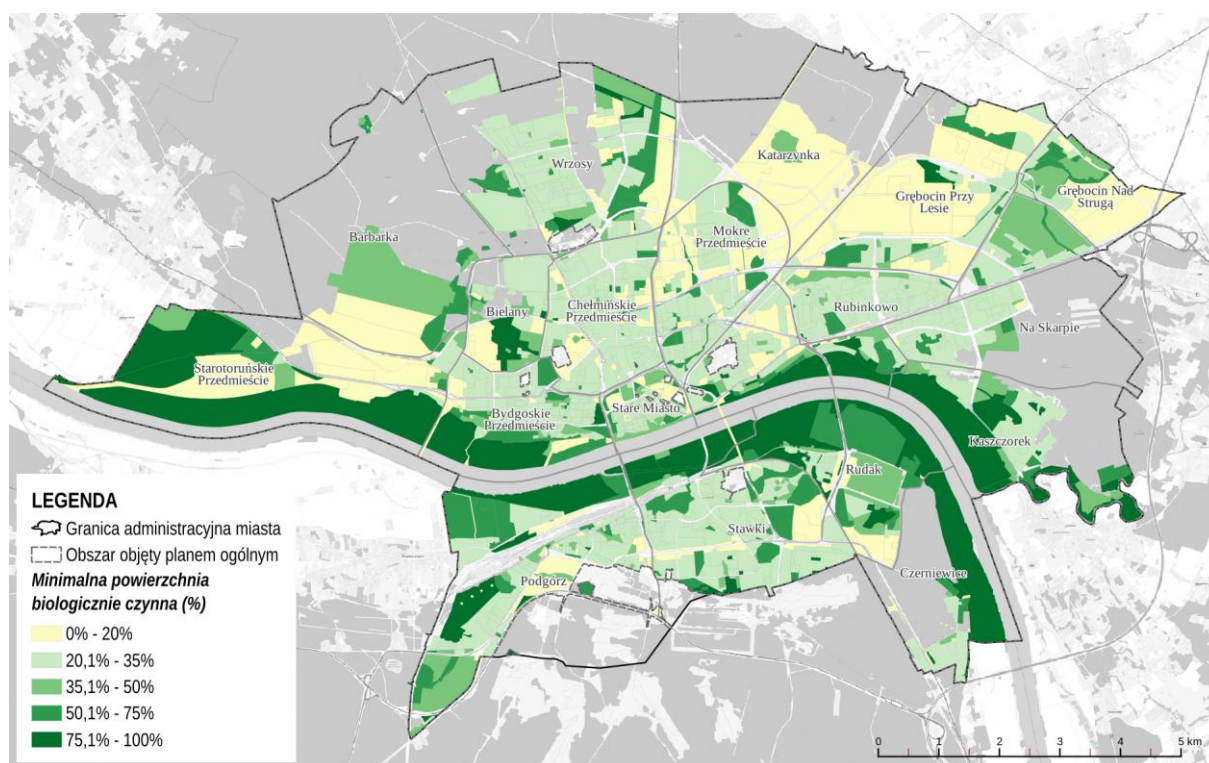 Wrzosy
Katarzynka
Grębocin Przy
Lesie
Grębocin Nad
Strugą
Barbarka
Mokre
Przedmieście
Bielany
Chełmińskie
Przedmieście
Rubinkowo
Na Skarpie
Starotoruńskie
Przedmieście
Bydgoskie
Przedmieście
Stare Miasto
Kaszczorek
Rudak
Stawki
Podgorz
Czerniewice
LEGENDA
Granica administracyjna miasta
Obszar objęty planem ogólnym
Minimalna powierzchnia
biologicznie czynna (%)
0% - 20%
20,1% - 35%
35,1% - 50%
50,1% - 75%
75,1% - 100%
0 1 2 3 4 5 km